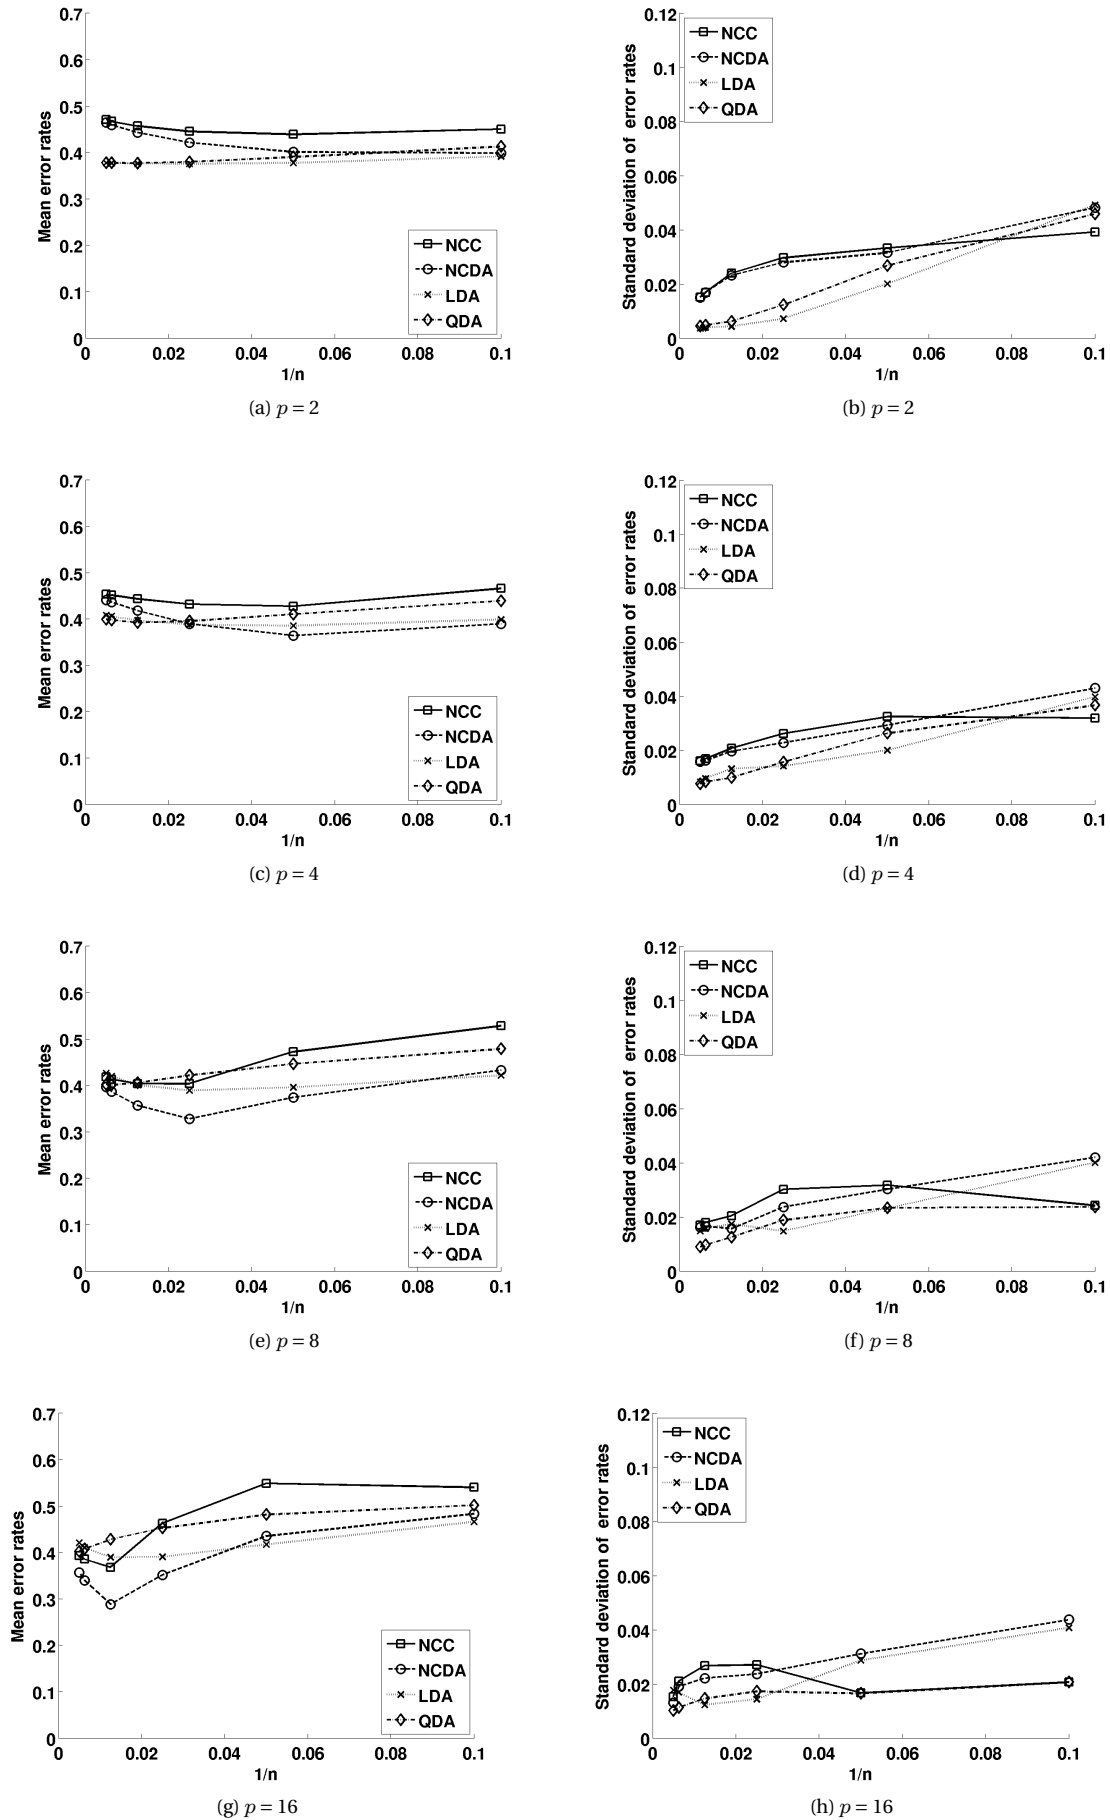 0.7
0.6
0.5
0.4
0.3
0.2
0.1
0
Mean error rates
NCC
NCDA
LDA
QDA
0 0.02 0.04 0.06 0.08 0.1
1/n
(a) p = 2
0.12
0.1
0.08
0.06
0.04
0.02
0
Standard deviation of error rates
NCC
NCDA
LDA
QDA
0 0.02 0.04 0.06 0.08 0.1
1/n
(b) p = 2
0.7
0.6
0.5
0.4
0.3
0.2
0.1
0
Mean error rates
NCC
NCDA
LDA
QDA
0 0.02 0.04 0.06 0.08 0.1
1/n
(c) p = 4
0.12
0.1
0.08
0.06
0.04
0.02
0
Standard deviation of error rates
NCC
NCDA
LDA
QDA
0 0.02 0.04 0.06 0.08 0.1
1/n
(d) p = 4
0.7
0.6
0.5
0.4
0.3
0.2
0.1
0
Mean error rates
NCC
NCDA
LDA
QDA
0 0.02 0.04 0.06 0.08 0.1
1/n
(e) p = 8
0.12
0.1
0.08
0.06
0.04
0.02
0
Standard deviation of error rates
NCC
NCDA
LDA
QDA
0 0.02 0.04 0.06 0.08 0.1
1/n
(f) p = 8
0.7
0.6
0.5
0.4
0.3
0.2
0.1
0
Mean error rates
NCC
NCDA
LDA
QDA
0 0.02 0.04 0.06 0.08 0.1
1/n
(g) p = 16
0.12
0.1
0.08
0.06
0.04
0.02
0
Standard deviation of error rates
NCC
NCDA
LDA
QDA
0 0.02 0.04 0.06 0.08 0.1
1/n
(h) p = 16